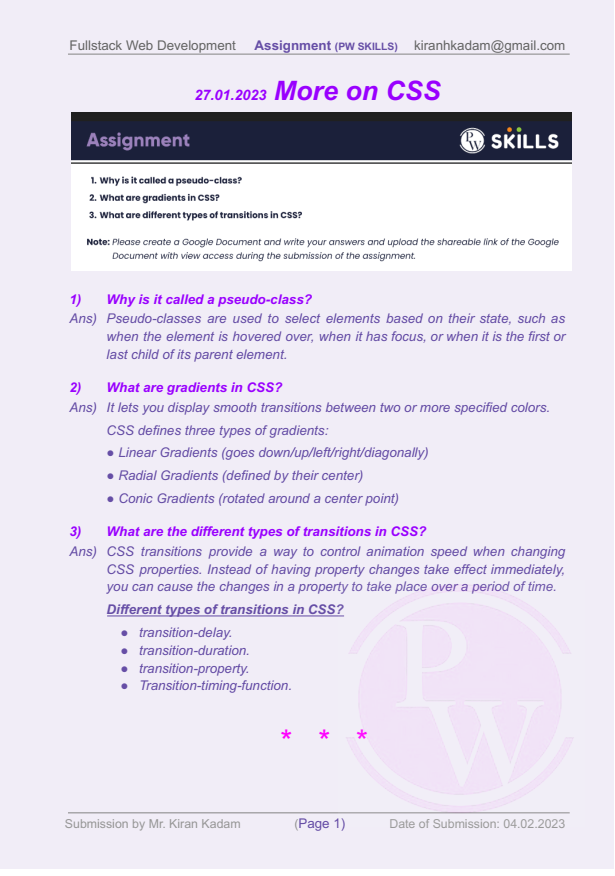 Fullstack Web Development Assignment (PW SKILLS) kiranhkadam@gmail.com
27.01.2023 More on CSS
Assignment PW SKILLS
1. Why is it called a pseudo-class?
2. What are gradients in CSS?
3. What are different types of transitions in CSS?
Note: Please create a Google Document and write your answers and upload the shareable link of the Google
Document with view access during the submission of the assignment.
1) Why is it called a pseudo-class?
Ans) Pseudo-classes are used to select elements based on their state, such as
when the element is hovered over, when it has focus, or when it is the first or
last child of its parent element.
2) What are gradients in CSS?
Ans) It lets you display smooth transitions between two or more specified colors.
CSS defines three types of gradients:
● Linear Gradients (goes down/up/left/right/diagonally)
● Radial Gradients (defined by their center)
● Conic Gradients (rotated around a center point)
3) What are the different types of transitions in CSS?
Ans) CSS transitions provide a way to control animation speed when changing
CSS properties. Instead of having property changes take effect immediately,
you can cause the changes in a property to take place over a period of time.
Different types of transitions in CSS?
● transition-delay.
● transition-duration.
● transition-property.
● Transition-timing-function.
PW
* * *
Submission by Mr. Kiran Kadam (Page 1) Date of Submission: 04.02.2023